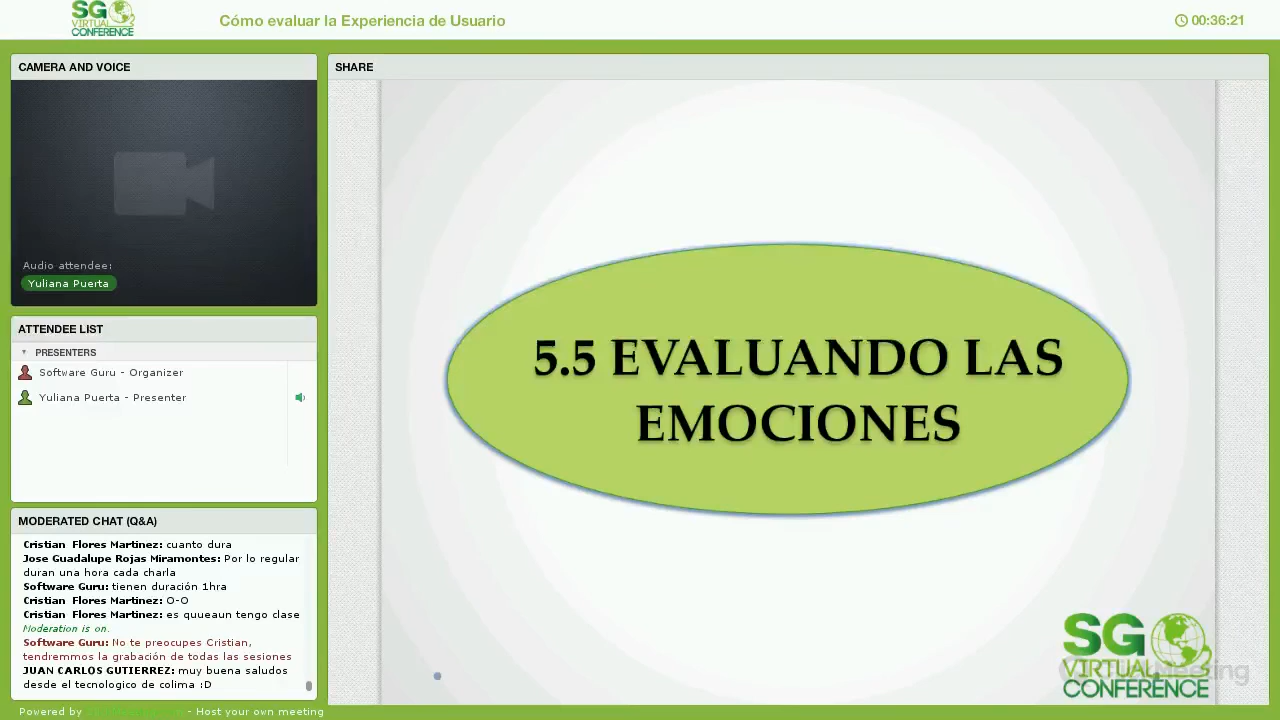 SG
VIRTUAL
CONFERENCE
Cómo evaluar la Experiencia de Usuario
00:36:21
CAMERA AND VOICE
Audio attendee:
Yuliana Puerta
ATTENDEE LIST
PRESENTERS
Software Guru - Organizer
Yuliana Puerta - Presenter
MODERATED CHAT (Q&A)
Cristian Flores Martinez: cuanto dura
Jose Guadalupe Rojas Miramontes: Por lo regular
duran una hora cada charla
Software Guru: tienen duración 1hra
Cristian Flores Martinez: O-O
Cristian Flores Martinez: es quueaun tengo clase
Moderation is on.
Software Guru: No te preocupes Cristian,
tendremmos la grabación de todas las sesiones
JUAN CARLOS GUTIERREZ: muy buena saludos
desde el tecnologico de colima :D
Powered by - Host your own meeting
SHARE
5.5 EVALUANDO LAS
EMOCIONES
SG
VIRTUAL
CONFERENCE